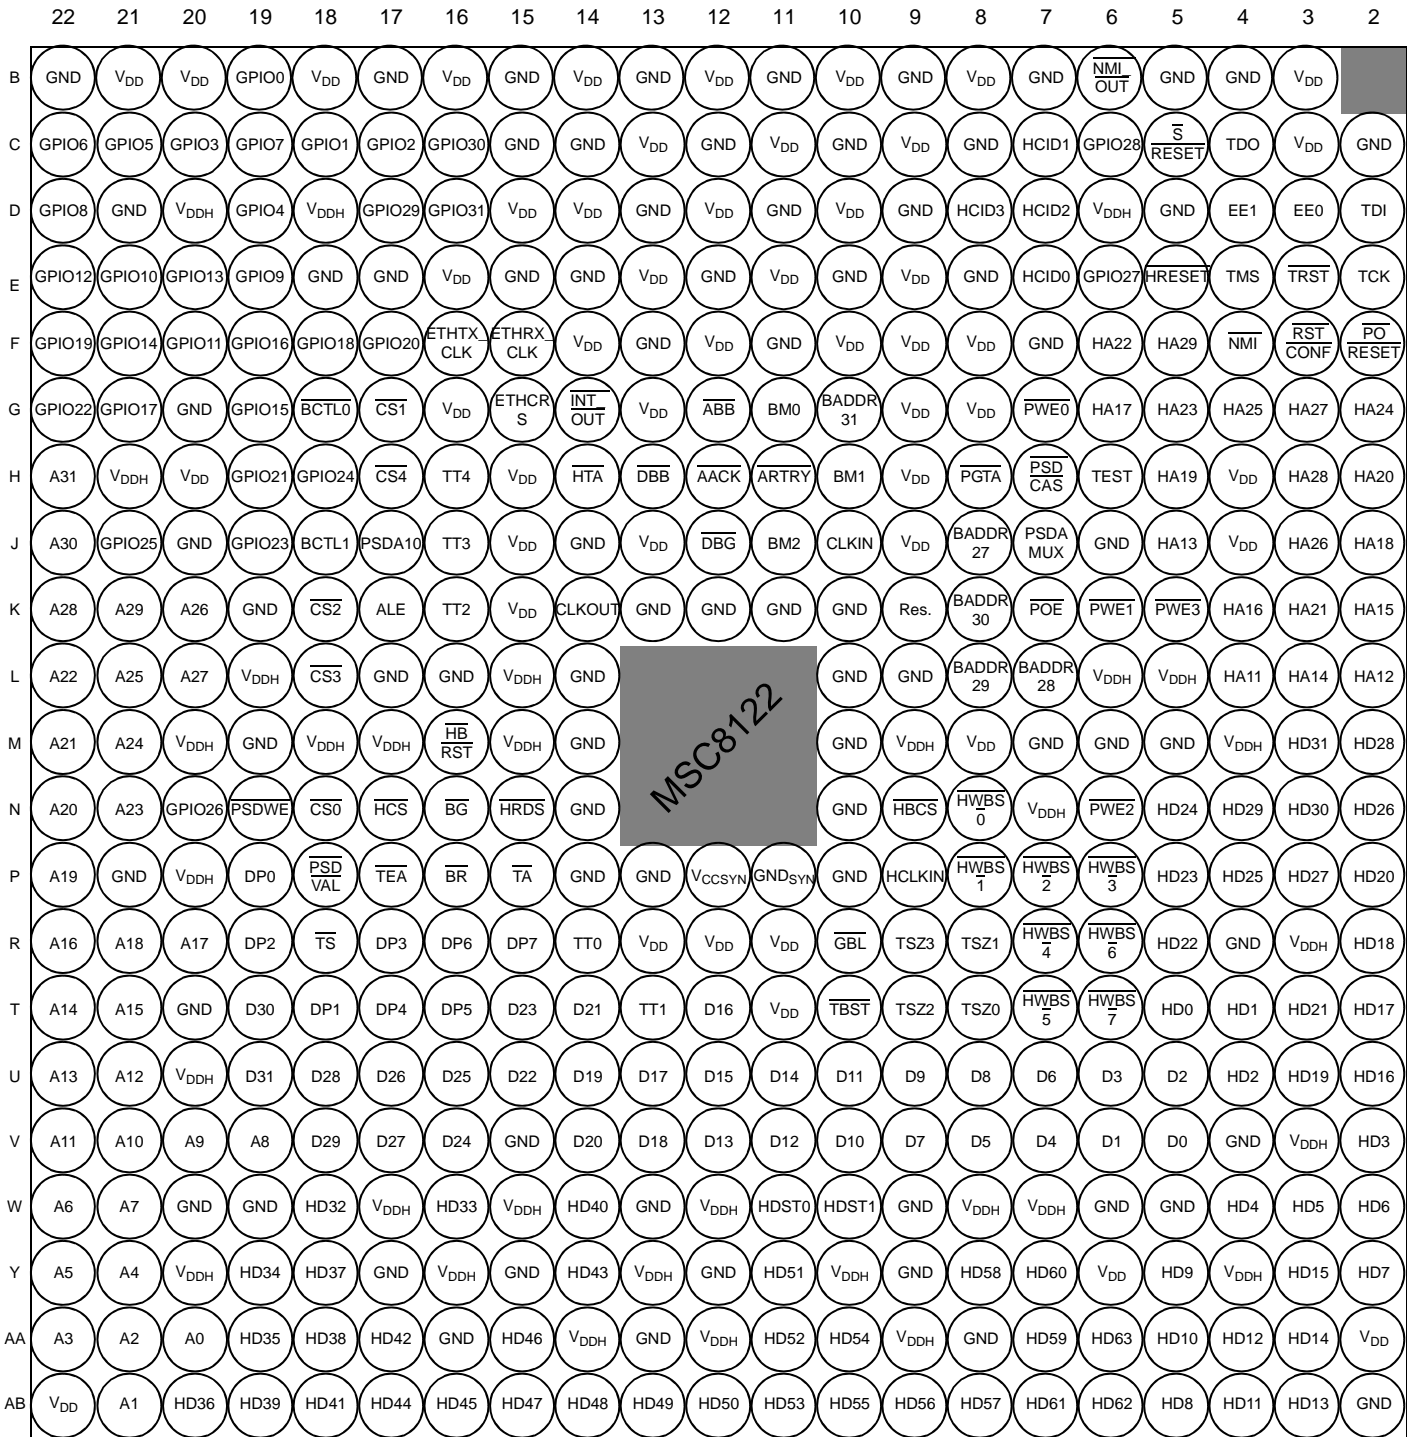 22 21 20 19 18 17 16 15 14 13 12 11 10 9 8 7 6 5 4 3 2
B GND VDD VDD GPIO0 VDD GND VDD GND VDD GND VDD GND VDD GND VDD GND NMI_OUT GND GND VDD
C GPIO6 GPIO5 GPIO3 GPIO7 GPIO1 GPIO2 GPIO30 GND GND VDD GND VDD GND VDD GND HCID1 GPIO28 SRESET TDO VDD GND
D GPIO8 GND VDDH GPIO4 VDDH GPIO29 GPIO31 VDD VDD GND VDD GND VDD GND HCID3 HCID2 VDDH GND EE1 EE0 TDI
E GPIO12 GPIO10 GPIO13 GPIO9 GND GND VDD GND GND VDD GND VDD GND VDD GND HCID0 GPIO27 HRESET TMS TRST TCK
F GPIO19 GPIO14 GPIO11 GPIO16 GPIO18 GPIO20 ETHTX_CLK ETHRX_CLK VDD GND VDD GND VDD VDD VDD GND HA22 HA29 NMI RST CONF PO RESET
G GPIO22 GPIO17 GND GPIO15 BCTL0 CS1 VDD ETHCRS INT_OUT VDD ABB BM0 BADDR31 VDD VDD PWE0 HA17 HA23 HA25 HA27 HA24
H A31 VDDH VDD GPIO21 GPIO24 CS4 TT4 VDD HTA DBB AACK ARTRY BM1 VDD PGTA PSD CAS TEST HA19 VDD HA28 HA20
J A30 GPIO25 GND GPIO23 BCTL1 PSDA10 TT3 VDD GND VDD DBG BM2 CLKIN VDD BADDR27 PSDA MUX GND HA13 VDD HA26 HA18
K A28 A29 A26 GND CS2 ALE TT2 VDD CLKOUT GND GND GND GND Res. BADDR30 POE PWE1 PWE3 HA16 HA21 HA15
L A22 A25 A27 VDDH CS3 GND GND VDDH GND GND GND BADDR29 BADDR28 VDDH VDDH HA11 HA14 HA12
MSC8122
M A21 A24 VDDH GND VDDH VDDH HB RST VDDH GND GND VDDH VDD GND GND GND VDDH HD31 HD28
N A20 A23 GPIO26 PSDWE CS0 HCS BG HRDS GND GND HBCS HWBS0 VDDH PWE2 HD24 HD29 HD30 HD26
P A19 GND VDDH DP0 PSD VAL TEA BR TA GND GND VCCSYN GNDSYN GND HCLKIN HWBS1 HWBS2 HWBS3 HD23 HD25 HD27 HD20
R A16 A18 A17 DP2 TS DP3 DP6 DP7 TT0 VDD VDD VDD GBL TSZ3 TSZ1 HWBS4 HWBS6 HD22 GND VDDH HD18
T A14 A15 GND D30 DP1 DP4 DP5 D23 D21 TT1 D16 VDD TBST TSZ2 TSZ0 HWBS5 HWBS7 HD0 HD1 HD21 HD17
U A13 A12 VDDH D31 D28 D26 D25 D22 D19 D17 D15 D14 D11 D9 D8 D6 D3 D2 HD2 HD19 HD16
V A11 A10 A9 A8 D29 D27 D24 GND D20 D18 D13 D12 D10 D7 D5 D4 D1 D0 GND VDDH HD3
W A6 A7 GND GND HD32 VDDH HD33 VDDH HD40 GND VDDH HDST0 HDST1 GND VDDH VDDH GND GND HD4 HD5 HD6
Y A5 A4 VDDH HD34 HD37 GND VDDH GND HD43 VDDH GND HD51 VDDH GND HD58 HD60 VDD HD9 VDDH HD15 HD7
AA A3 A2 A0 HD35 HD38 HD42 GND HD46 VDDH GND VDDH HD52 HD54 VDDH GND HD59 HD63 HD10 HD12 HD14 VDD
AB VDD A1 HD36 HD39 HD41 HD44 HD45 HD47 HD48 HD49 HD50 HD53 HD55 HD56 HD57 HD61 HD62 HD8 HD11 HD13 GND